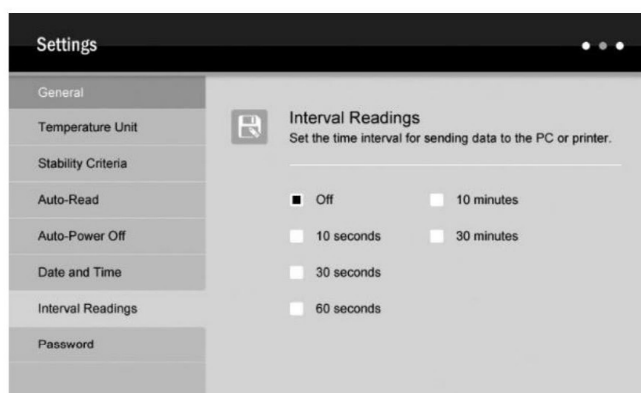 Settings
General
Temperature Unit
Stability Criteria
Auto-Read
Auto-Power Off
Date and Time
Interval Readings
Password
Interval Readings
Set the time interval for sending data to the PC or printer.
Off
10 seconds
30 seconds
60 seconds
10 minutes
30 minutes